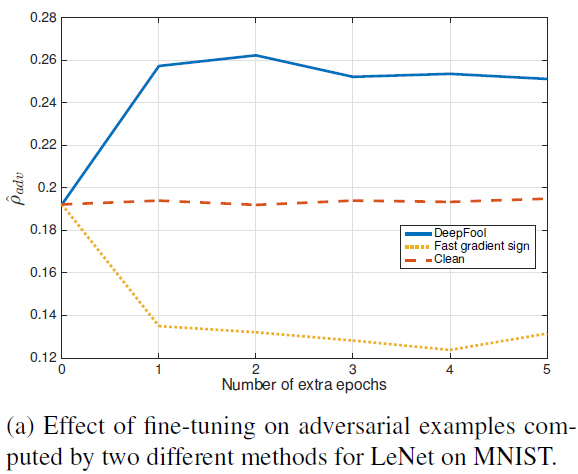 0.28
0.26
0.24
0.22
0.2
0.18
0.16
0.14
0.12
ρ̂adv
DeepFool
Fast gradient sign
Clean
0 1 2 3 4 5
Number of extra epochs
(a) Effect of fine-tuning on adversarial examples com-
puted by two different methods for LeNet on MNIST.